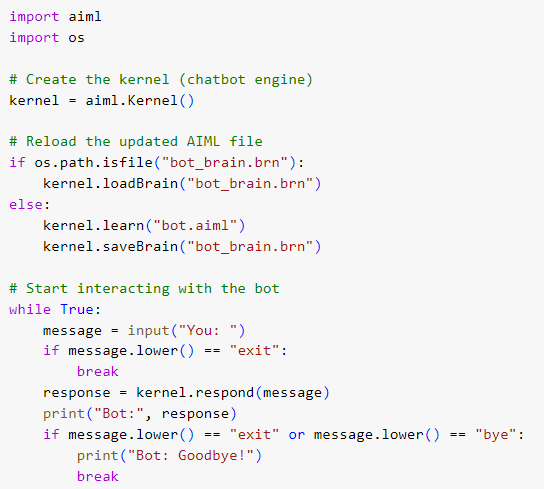 import aiml
import os
# Create the kernel (chatbot engine)
kernel = aiml.Kernel()
# Reload the updated AIML file
if os.path.isfile("bot_brain.brn"):
    kernel.loadBrain("bot_brain.brn")
else:
    kernel.learn("bot.aiml")
    kernel.saveBrain("bot_brain.brn")
# Start interacting with the bot
while True:
    message = input("You: ")
    if message.lower() == "exit":
        break
    response = kernel.respond(message)
    print("Bot:", response)
    if message.lower() == "exit" or message.lower() == "bye":
        print("Bot: Goodbye!")
        break